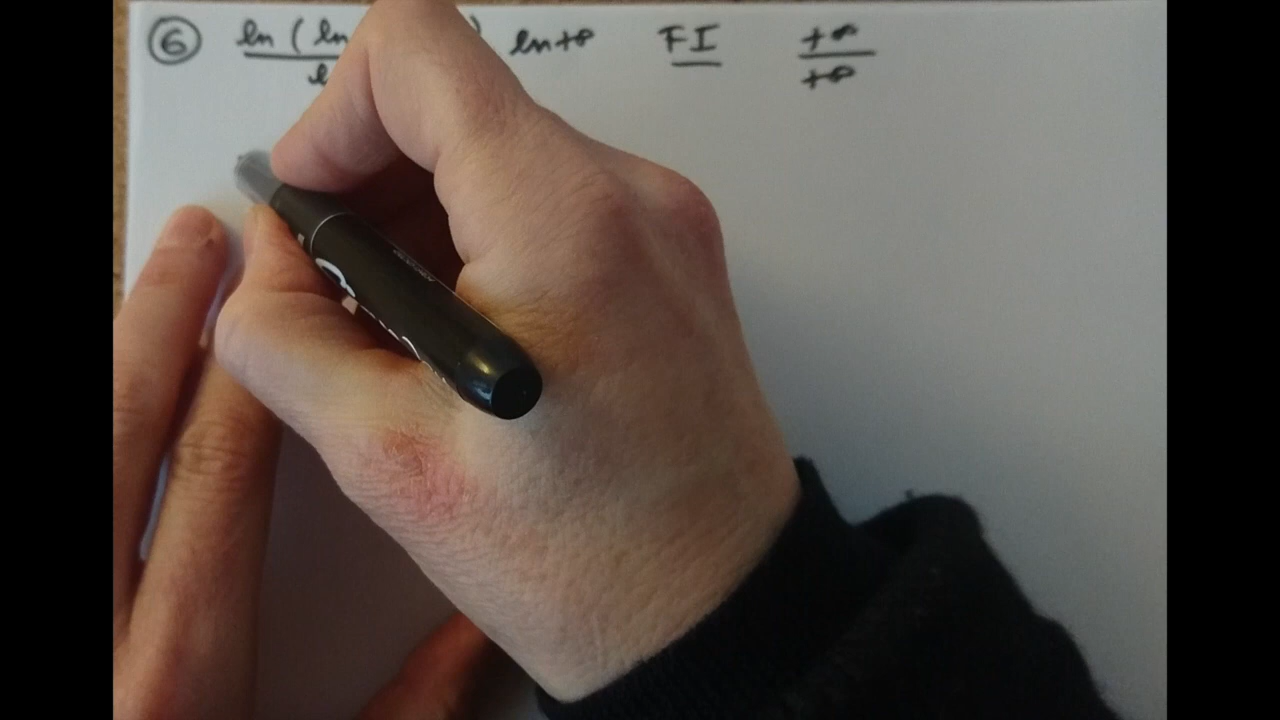 ⑥ ln ( ln ) ln +∞ FI +∞
+∞